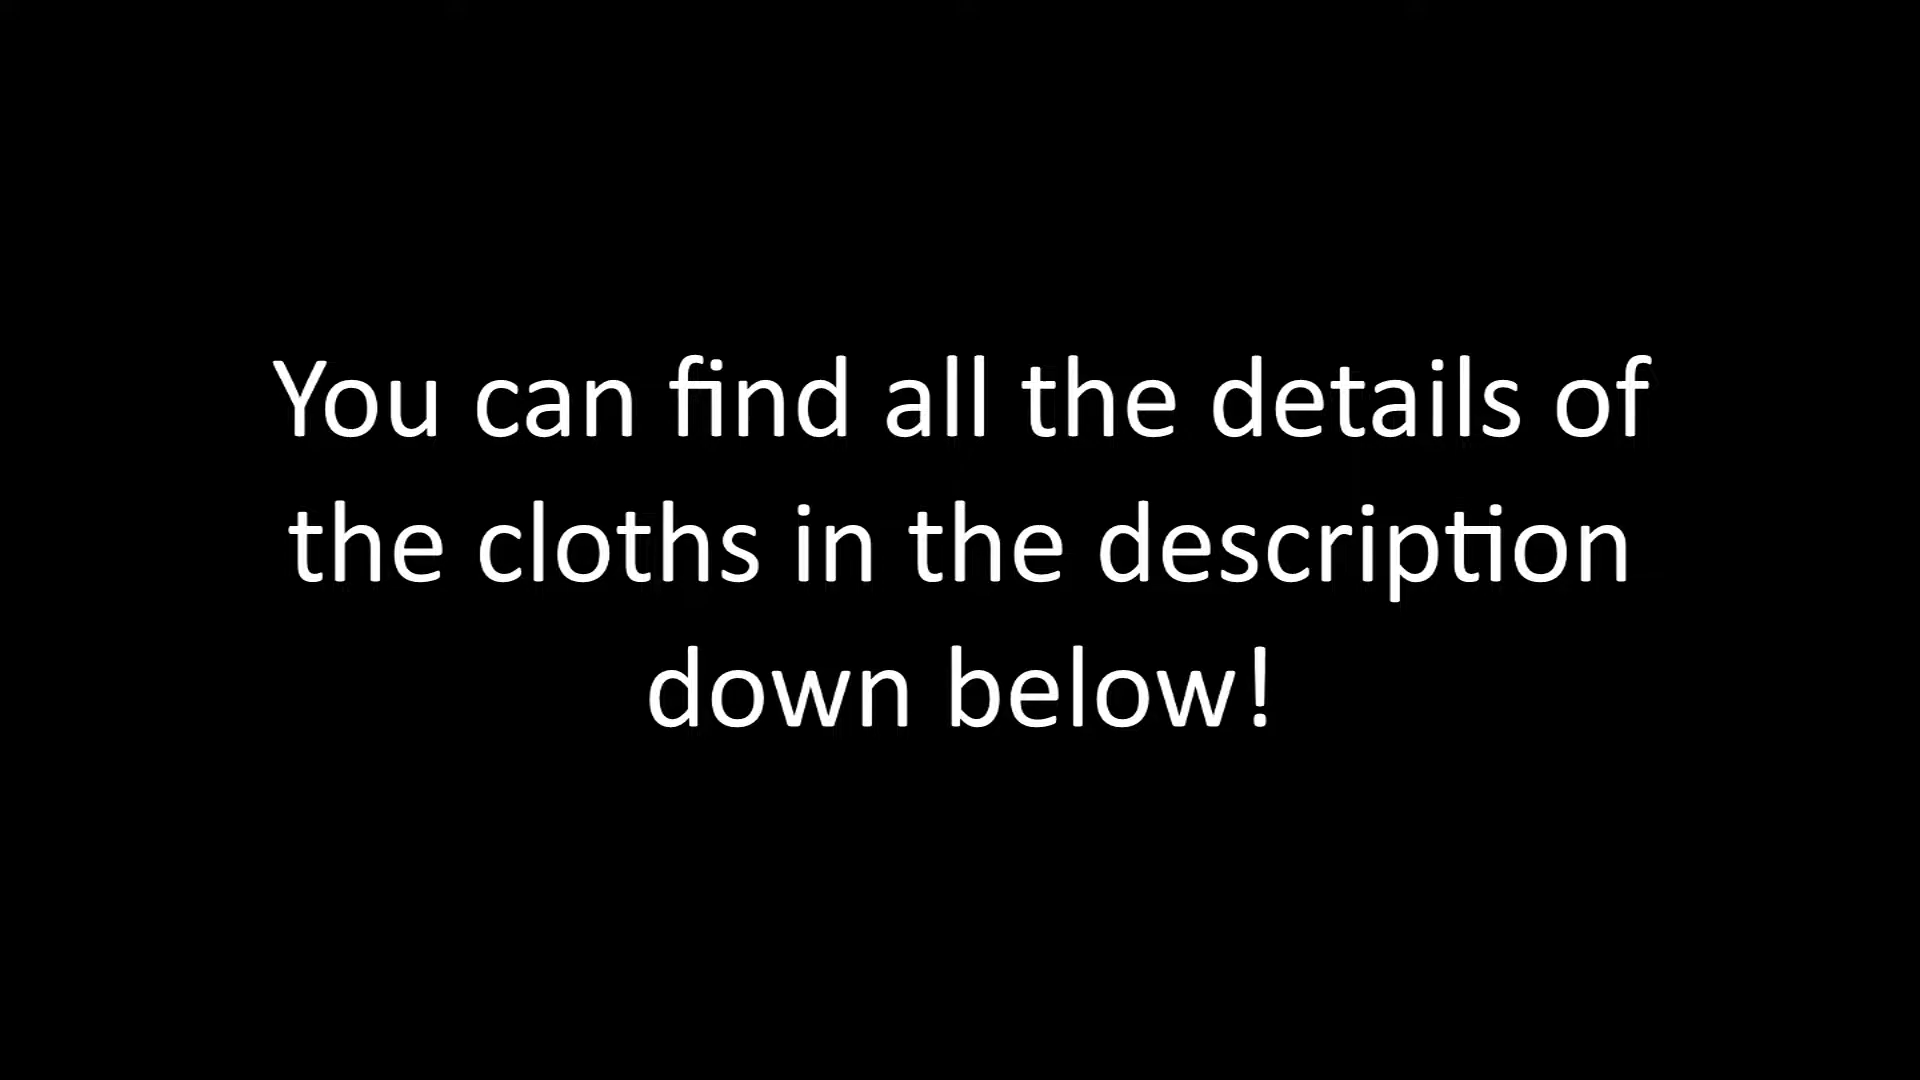 You can find all the details of
the cloths in the description
down below!